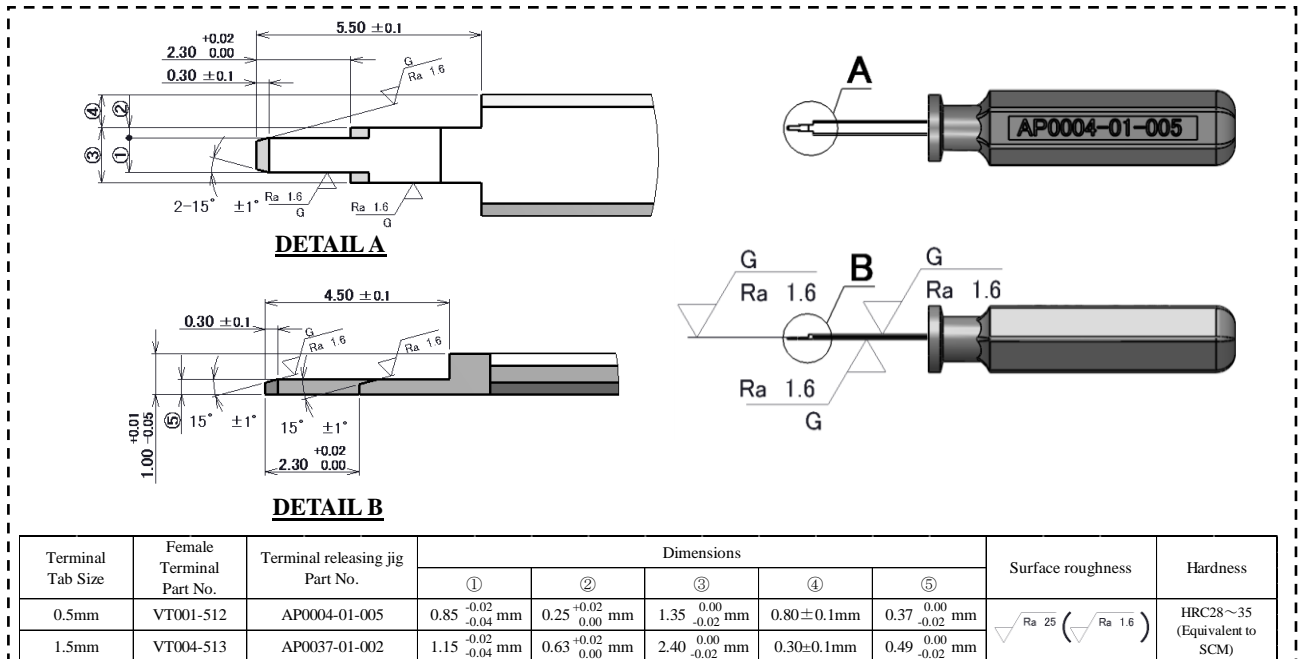 5.50 ±0.1
+0.02
2.30 0.00
0.30 ±0.1
G
Ra 1.6
④ ②
③ ①
2-15° ±1°
Ra 1.6
G
Ra 1.6
G
DETAIL A
A
AP0004-01-005
4.50 ±0.1
0.30 ±0.1
G
Ra 1.6
Ra 1.6
+0.01
1.00 -0.05
⑤
15° ±1°
15° ±1°
+0.02
2.30 0.00
DETAIL B
G
Ra 1.6
B
G
Ra 1.6
Ra 1.6
G
Terminal Tab Size
Female Terminal Part No.
Terminal releasing jig Part No.
Dimensions
① ② ③ ④ ⑤
Surface roughness
Hardness
0.5mm VT001-512 AP0004-01-005 0.85 -0.02 -0.04 mm 0.25 +0.02 0.00 mm 1.35 0.00 -0.02 mm 0.80±0.1mm 0.37 0.00 -0.02 mm
1.5mm VT004-513 AP0037-01-002 1.15 -0.02 -0.04 mm 0.63 +0.02 0.00 mm 2.40 0.00 -0.02 mm 0.30±0.1mm 0.49 0.00 -0.02 mm
Ra 25 ( Ra 1.6 )
HRC28～35
(Equivalent to
SCM)